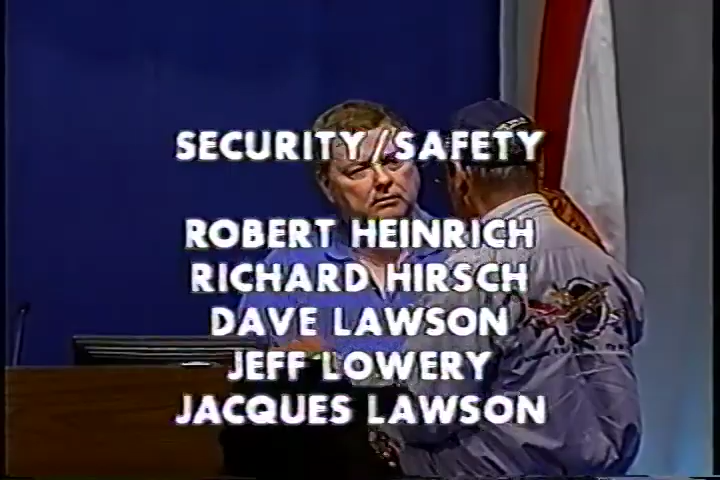 SECURITY/SAFETY
ROBERT HEINRICH
RICHARD HIRSCH
DAVE LAWSON
JEFF LOWERY
JACQUES LAWSON